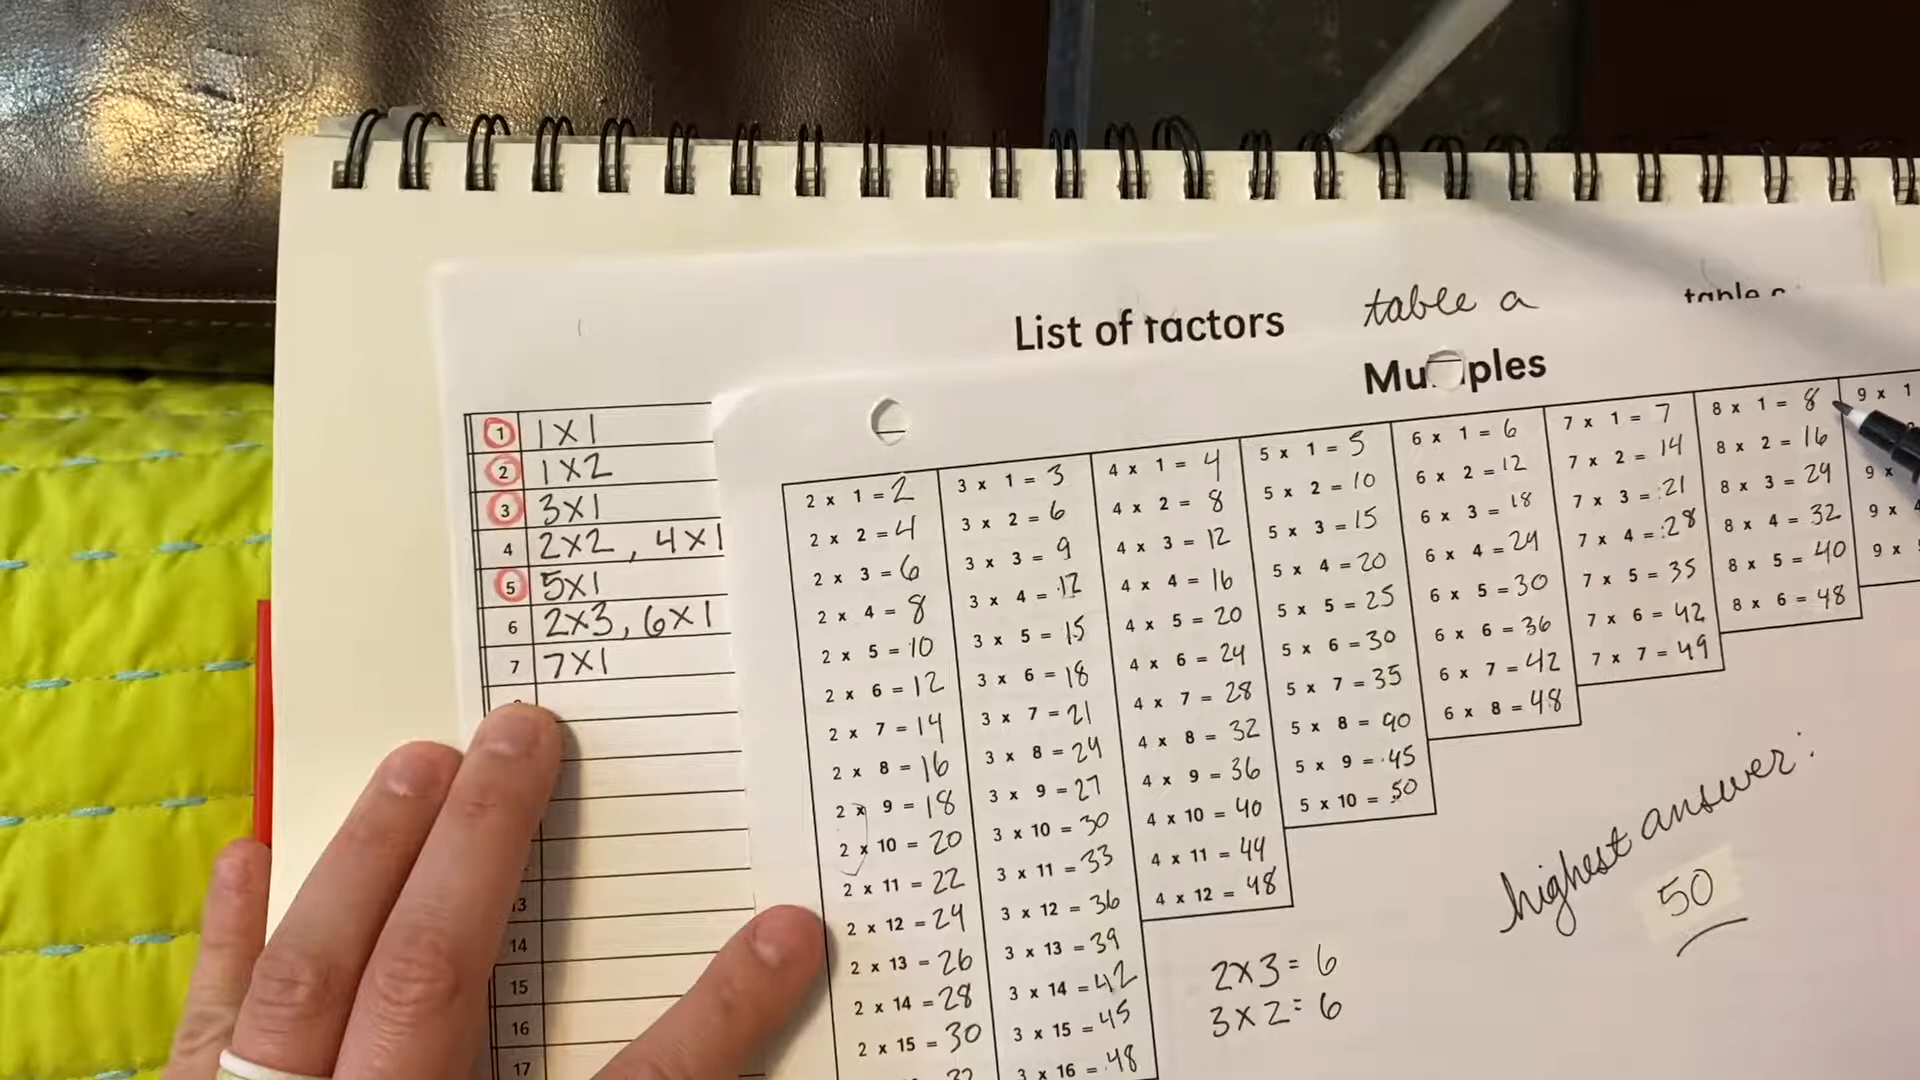 List of factors table a
Multiples
1 1X1
2 1X2
3 3X1
4 2X2, 4X1
5 5X1
6 2X3, 6X1
7 7X1
13
14
15
16
17
2 x 1 = 2
2 x 2 = 4
2 x 3 = 6
2 x 4 = 8
2 x 5 = 10
2 x 6 = 12
2 x 7 = 14
2 x 8 = 16
2 x 9 = 18
2 x 10 = 20
2 x 11 = 22
2 x 12 = 24
2 x 13 = 26
2 x 14 = 28
2 x 15 = 30
32
3 x 1 = 3
3 x 2 = 6
3 x 3 = 9
3 x 4 = 12
3 x 5 = 15
3 x 6 = 18
3 x 7 = 21
3 x 8 = 24
3 x 9 = 27
3 x 10 = 30
3 x 11 = 33
3 x 12 = 36
3 x 13 = 39
3 x 14 = 42
3 x 15 = 45
3 x 16 = 48
4 x 1 = 4
4 x 2 = 8
4 x 3 = 12
4 x 4 = 16
4 x 5 = 20
4 x 6 = 24
4 x 7 = 28
4 x 8 = 32
4 x 9 = 36
4 x 10 = 40
4 x 11 = 44
4 x 12 = 48
5 x 1 = 5
5 x 2 = 10
5 x 3 = 15
5 x 4 = 20
5 x 5 = 25
5 x 6 = 30
5 x 7 = 35
5 x 8 = 40
5 x 9 = 45
5 x 10 = 50
6 x 1 = 6
6 x 2 = 12
6 x 3 = 18
6 x 4 = 24
6 x 5 = 30
6 x 6 = 36
6 x 7 = 42
6 x 8 = 48
7 x 1 = 7
7 x 2 = 14
7 x 3 = 21
7 x 4 = 28
7 x 5 = 35
7 x 6 = 42
7 x 7 = 49
8 x 1 = 8
8 x 2 = 16
8 x 3 = 24
8 x 4 = 32
8 x 5 = 40
8 x 6 = 48
9 x 1
9 x
9 x 4
9 x
highest answer:
50
2X3 = 6
3X2 = 6